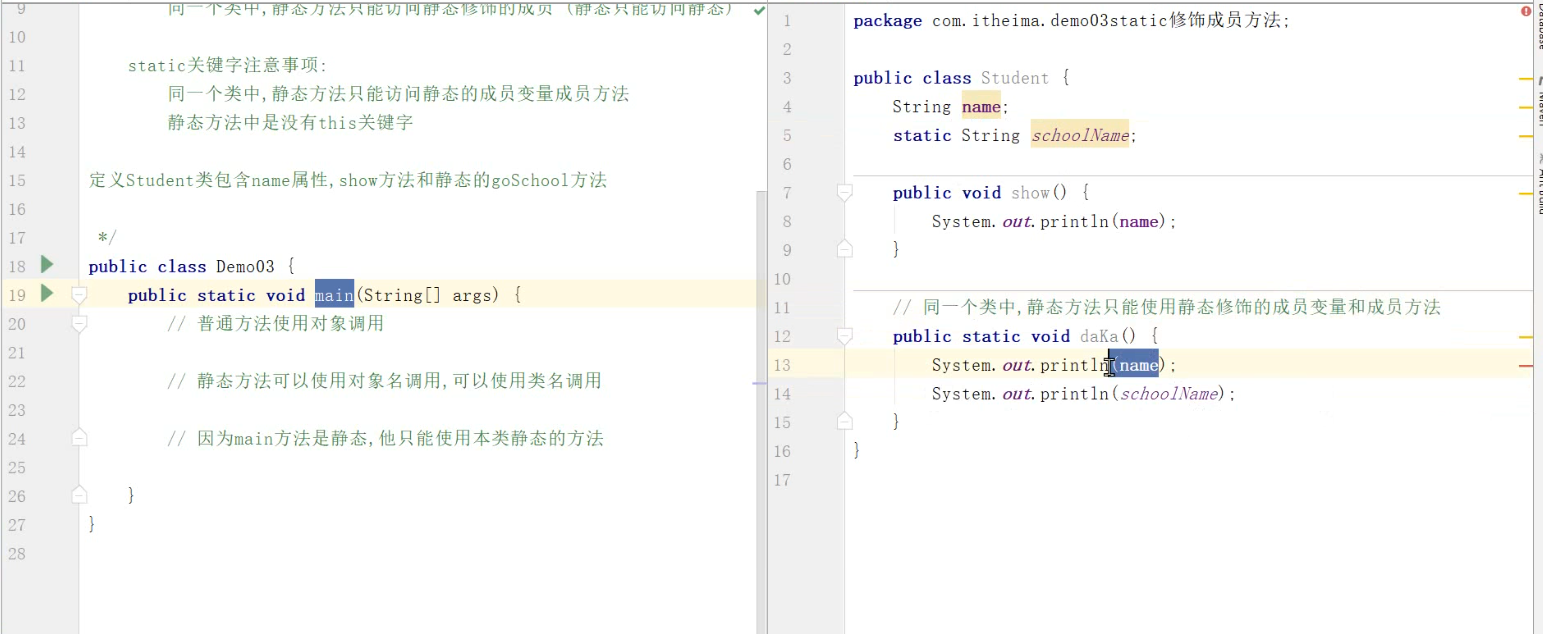 9 同一个类中,静态方法只能访问静态修饰的成员 (静态只能访问静态)
10
11 static关键字注意事项:
12 同一个类中,静态方法只能访问静态的成员变量成员方法
13 静态方法中是没有this关键字
14
15 定义Student类包含name属性,show方法和静态的goSchool方法
16
17 */
18 public class Demo03 {
19 public static void main(String[] args) {
20 // 普通方法使用对象调用
21
22 // 静态方法可以使用对象名调用,可以使用类名调用
23
24 // 因为main方法是静态,他只能使用本类静态的方法
25
26 }
27 }
28
1 package com.itheima.demo03static修饰成员方法;
2
3 public class Student {
4 String name;
5 static String schoolName;
6
7 public void show() {
8 System.out.println(name);
9 }
10
11 // 同一个类中,静态方法只能使用静态修饰的成员变量和成员方法
12 public static void daKa() {
13 System.out.println(name);
14 System.out.println(schoolName);
15 }
16 }
17
Database
Maven